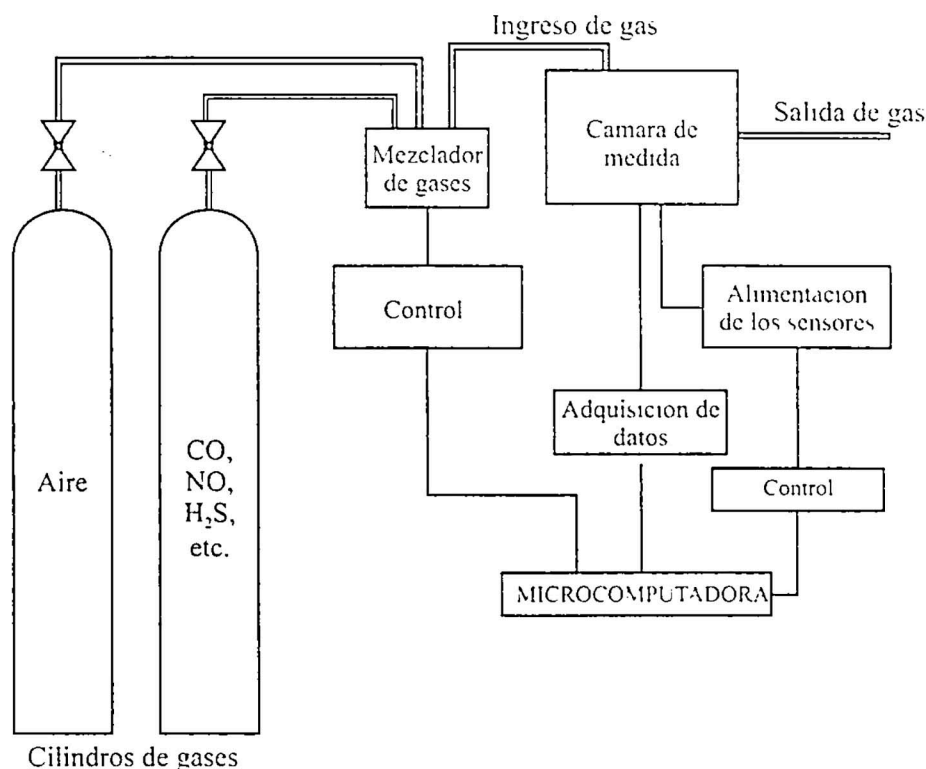 Ingreso de gas
Salida de gas
Camara de
medida
Mezclador
de gases
Control
Alimentacion
de los sensores
Adquisicion de
datos
Control
Aire
CO,
NO,
H₂S,
etc.
MICROCOMPUTADORA
Cilindros de gases